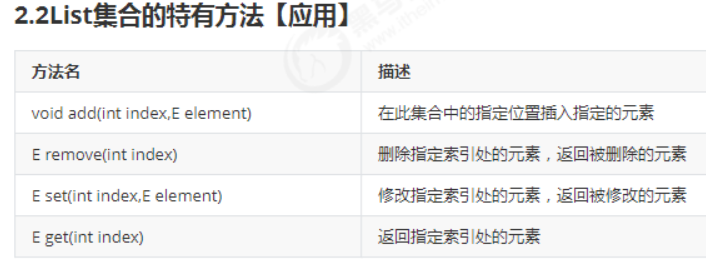 2.2List集合的特有方法【应用】
方法名 描述
void add(int index,E element) 在此集合中的指定位置插入指定的元素
E remove(int index) 删除指定索引处的元素，返回被删除的元素
E set(int index,E element) 修改指定索引处的元素，返回被修改的元素
E get(int index) 返回指定索引处的元素